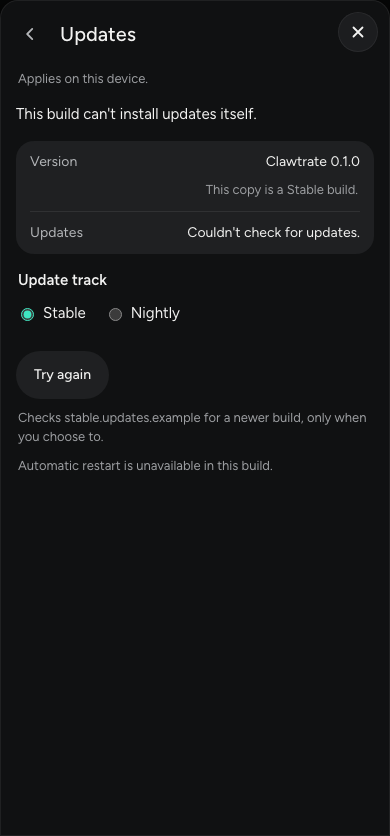 Updates
Applies on this device.
This build can't install updates itself.
Version
Clawtrate 0.1.0
This copy is a Stable build.
Updates
Couldn't check for updates.
Update track
Stable
Nightly
Try again
Checks stable.updates.example for a newer build, only when
you choose to.
Automatic restart is unavailable in this build.